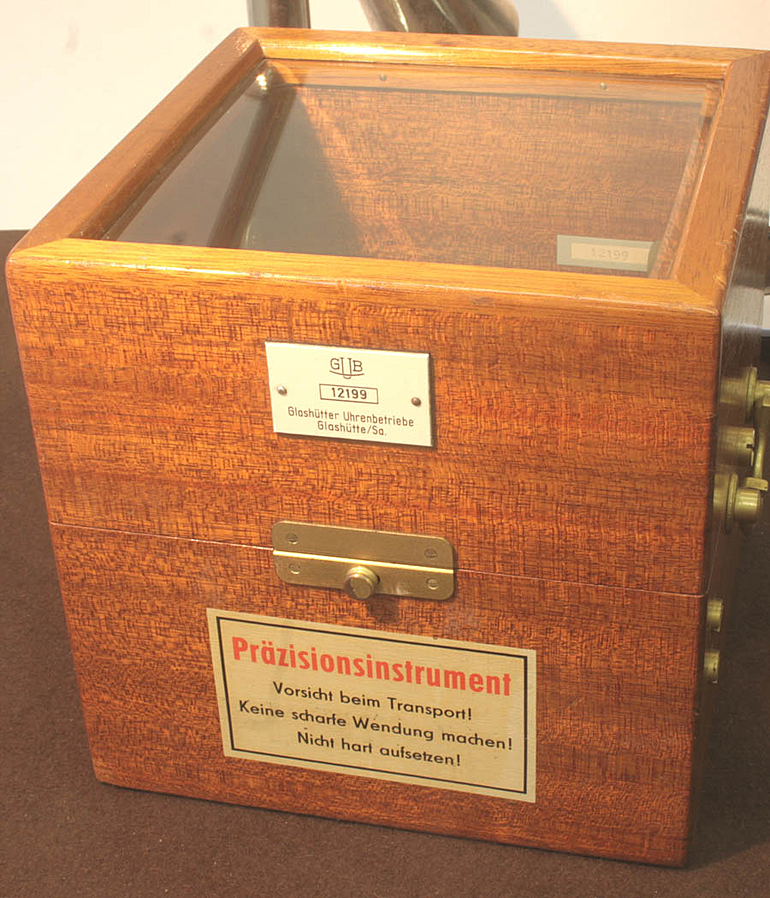 12199
GUB
12199
Glashütter Uhrenbetriebe
Glashütte/Sa.
Präzisionsinstrument
Vorsicht beim Transport!
Keine scharfe Wendung machen!
Nicht hart aufsetzen!